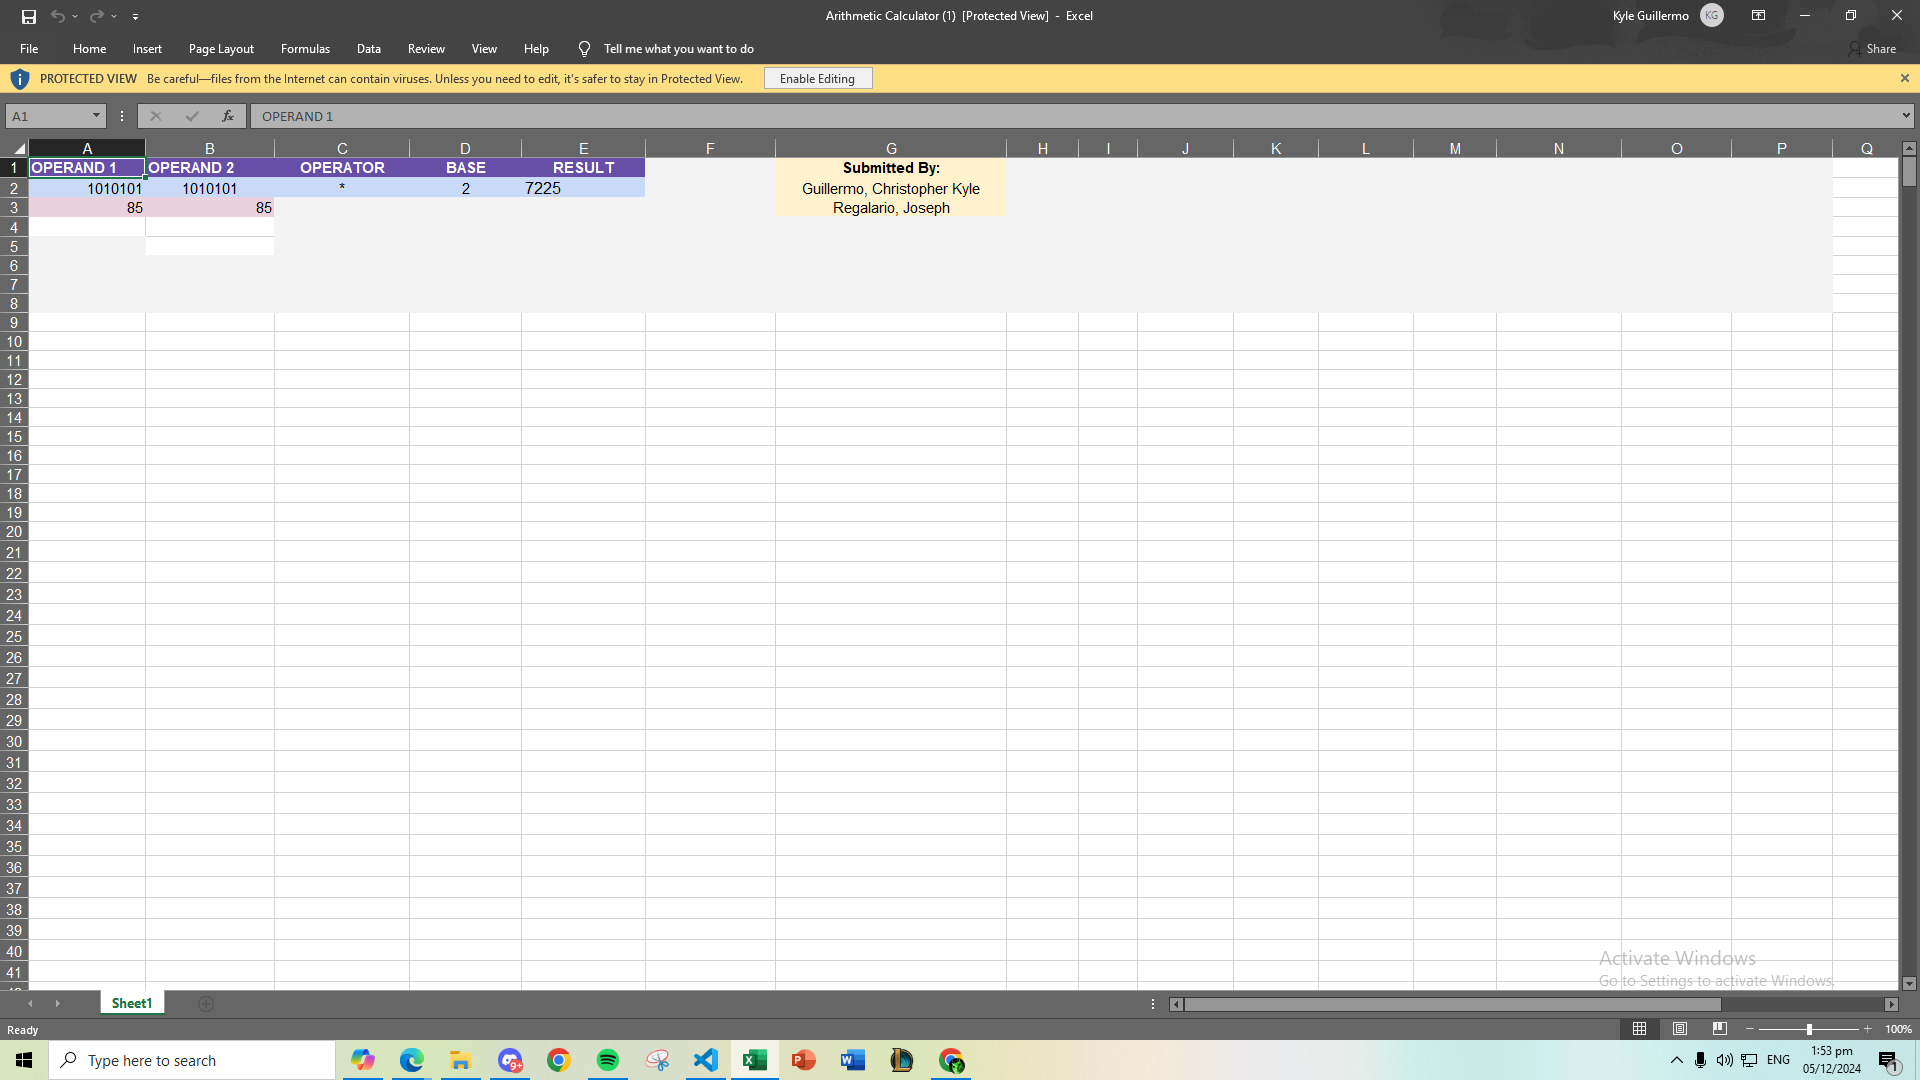 Arithmetic Calculator (1) [Protected View] - Excel
Kyle Guillermo KG
File Home Insert Page Layout Formulas Data Review View Help Tell me what you want to do Share
PROTECTED VIEW Be careful—files from the Internet can contain viruses. Unless you need to edit, it's safer to stay in Protected View. Enable Editing
A1 fx OPERAND 1
A B C D E F G H I J K L M N O P Q
1 OPERAND 1 OPERAND 2 OPERATOR BASE RESULT Submitted By:
2 1010101 1010101 * 2 7225 Guillermo, Christopher Kyle
3 85 85 Regalario, Joseph
4
5
6
7
8
9
10
11
12
13
14
15
16
17
18
19
20
21
22
23
24
25
26
27
28
29
30
31
32
33
34
35
36
37
38
39
40
41
Activate Windows
Go to Settings to activate Windows.
Sheet1
Ready 100%
Type here to search
9+
ENG
1:53 pm
05/12/2024
1